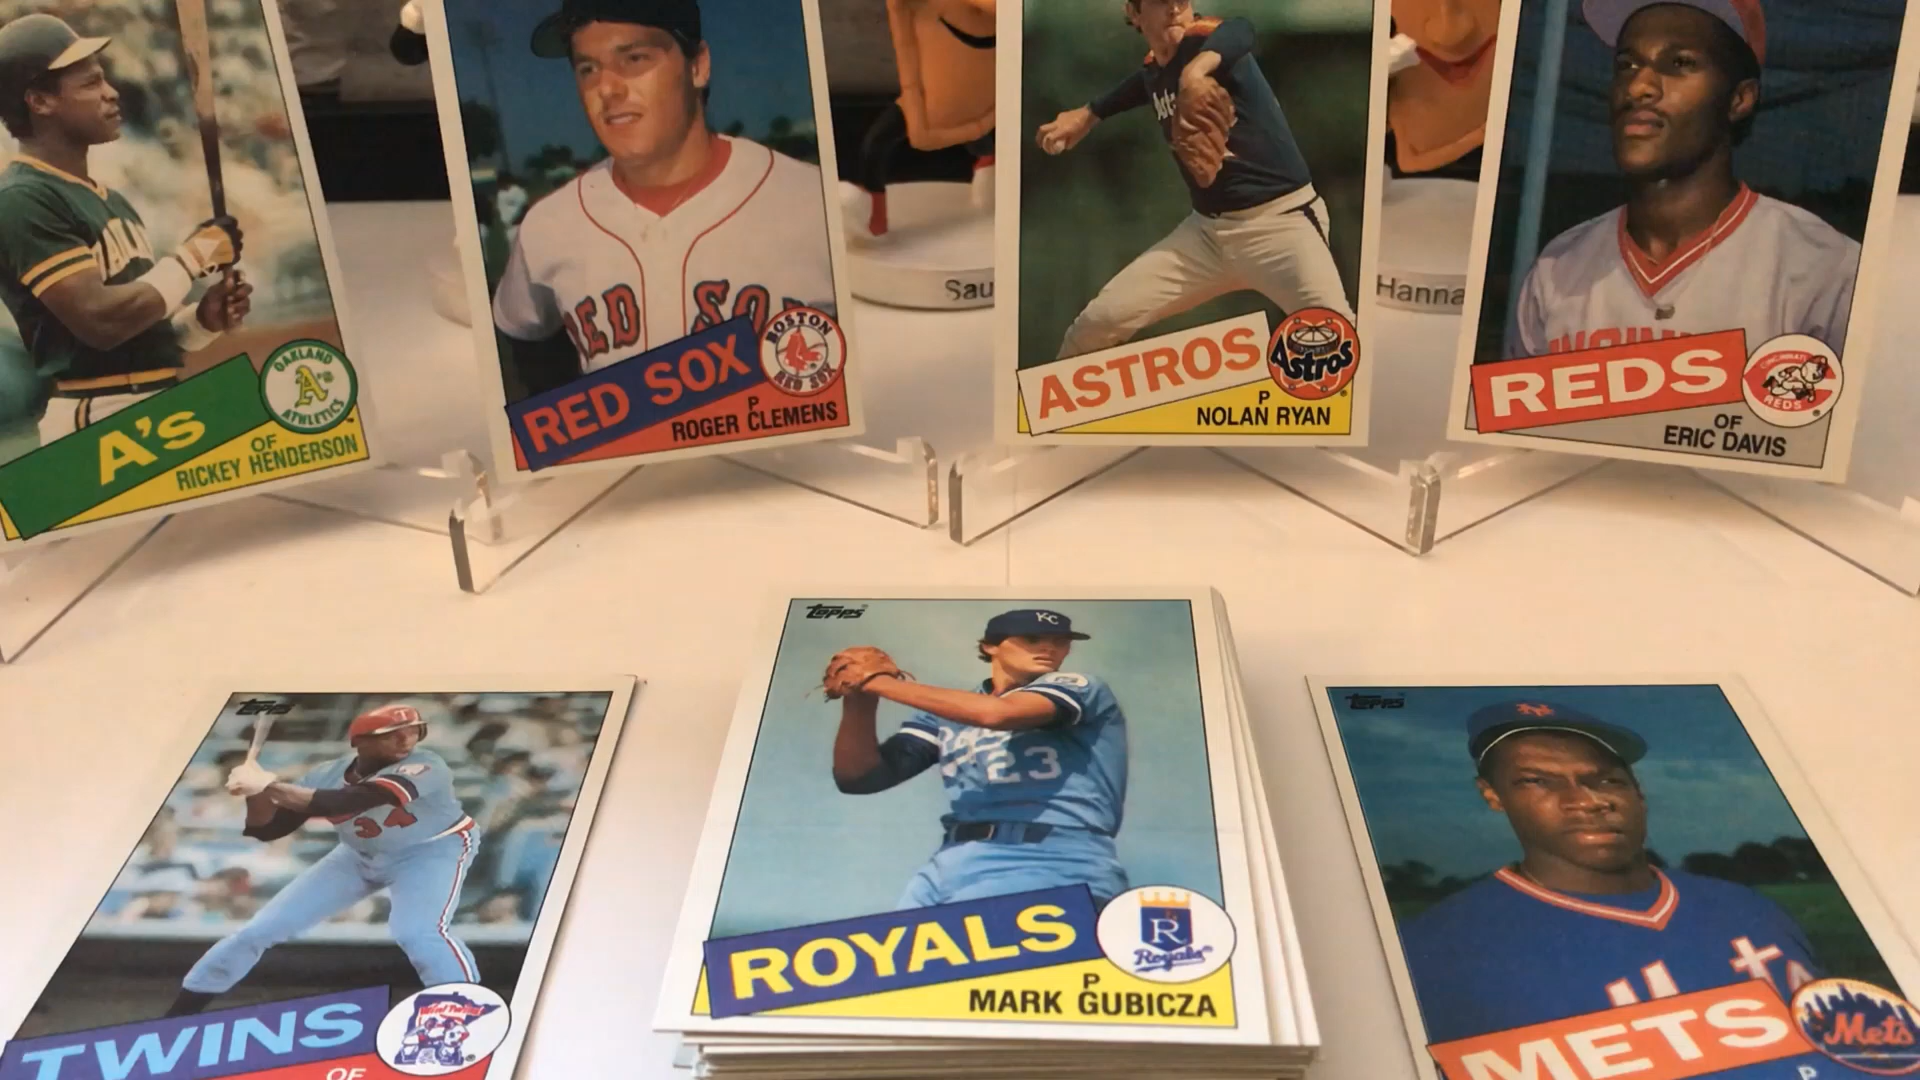 A's
OAKLAND
A's
ATHLETICS
OF
RICKEY HENDERSON
RED SOX
RED SOX
BOSTON
RED SOX
P
ROGER CLEMENS
Sau
ASTROS
Astros
P
NOLAN RYAN
Hanna
REDS
CINCINNATI
REDS
OF
ERIC DAVIS
Topps
T
34
TWINS
OF
Topps
KC
23
ROYALS
R
Royals
P
MARK GUBICZA
Topps
METS
Mets
P